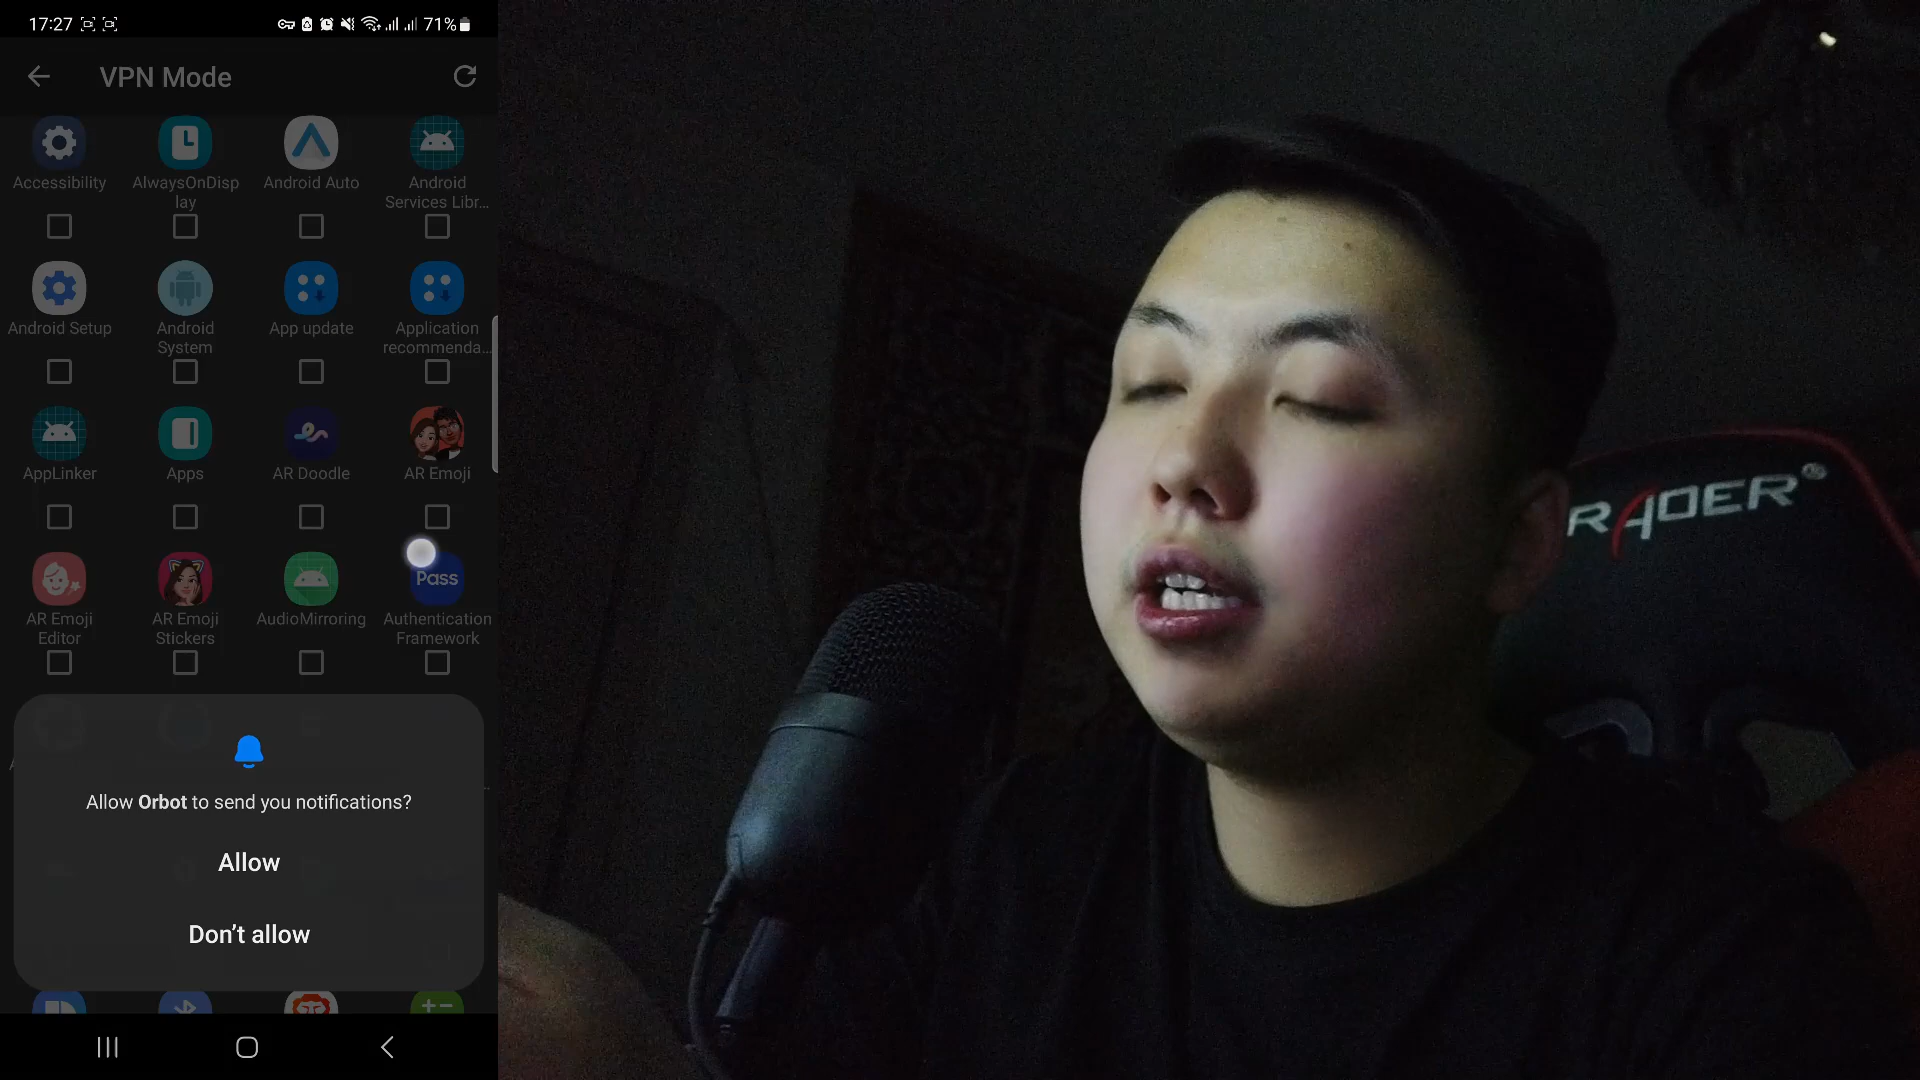 17:27
71%
VPN Mode
Accessibility
AlwaysOnDisp
lay
Android Auto
Android
Services Libr...
Android Setup
Android
System
App update
Application
recommenda...
AppLinker
Apps
AR Doodle
AR Emoji
Pass
AR Emoji
Editor
AR Emoji
Stickers
AudioMirroring
Authentication
Framework
Allow Orbot to send you notifications?
Allow
Don’t allow
RADER